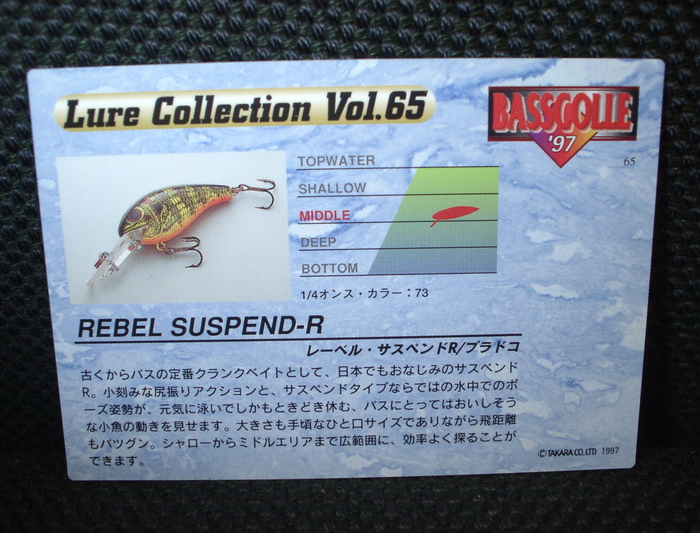 Lure Collection Vol.65
BASSCOLLE
'97
65
TOPWATER
SHALLOW
MIDDLE
DEEP
BOTTOM
1/4オンス・カラー：73
REBEL SUSPEND-R
レーベル・サスペンドR/プラドコ
古くからバスの定番クランクベイトとして、日本でもおなじみのサスペンド
R。小刻みな尻振りアクションと、サスペンドタイプならではの水中でのポ
ーズ姿勢が、元気に泳いでしかもときどき休む、バスにとってはおいしそう
な小魚の動きを見せます。大きさも手頃なひと口サイズでありながら飛距離
もバツグン。シャローからミドルエリアまで広範囲に、効率よく探ることが
できます。
©TAKARA CO.LTD 1997